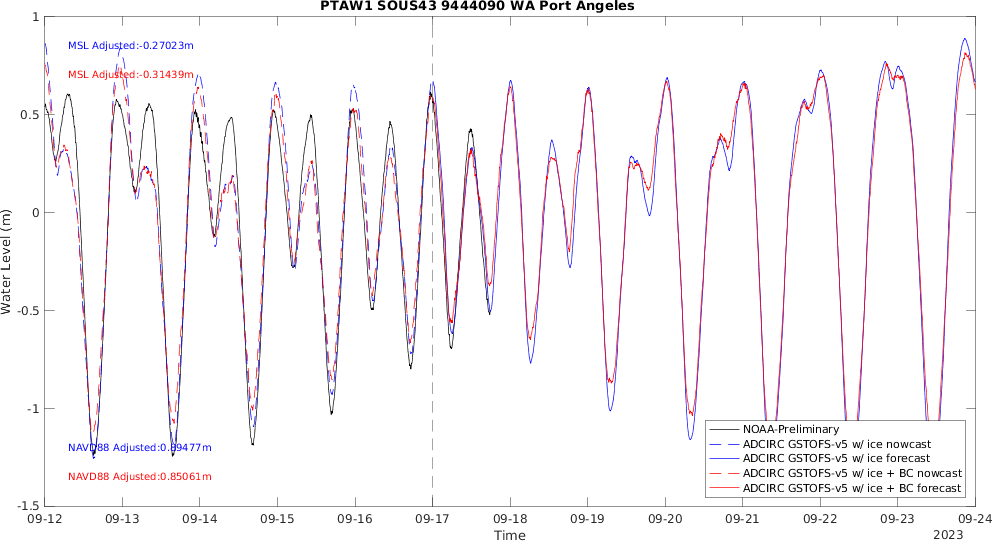 PTAW1 SOUS43 9444090 WA Port Angeles
MSL Adjusted:-0.27023m
MSL Adjusted:-0.31439m
NAVD88 Adjusted:0.89477m
NAVD88 Adjusted:0.85061m
Water Level (m)
1
0.5
0
-0.5
-1
-1.5
NOAA-Preliminary
ADCIRC GSTOFS-v5 w/ ice nowcast
ADCIRC GSTOFS-v5 w/ ice forecast
ADCIRC GSTOFS-v5 w/ ice + BC nowcast
ADCIRC GSTOFS-v5 w/ ice + BC forecast
09-12 09-13 09-14 09-15 09-16 09-17 09-18 09-19 09-20 09-21 09-22 09-23 09-24
Time
2023